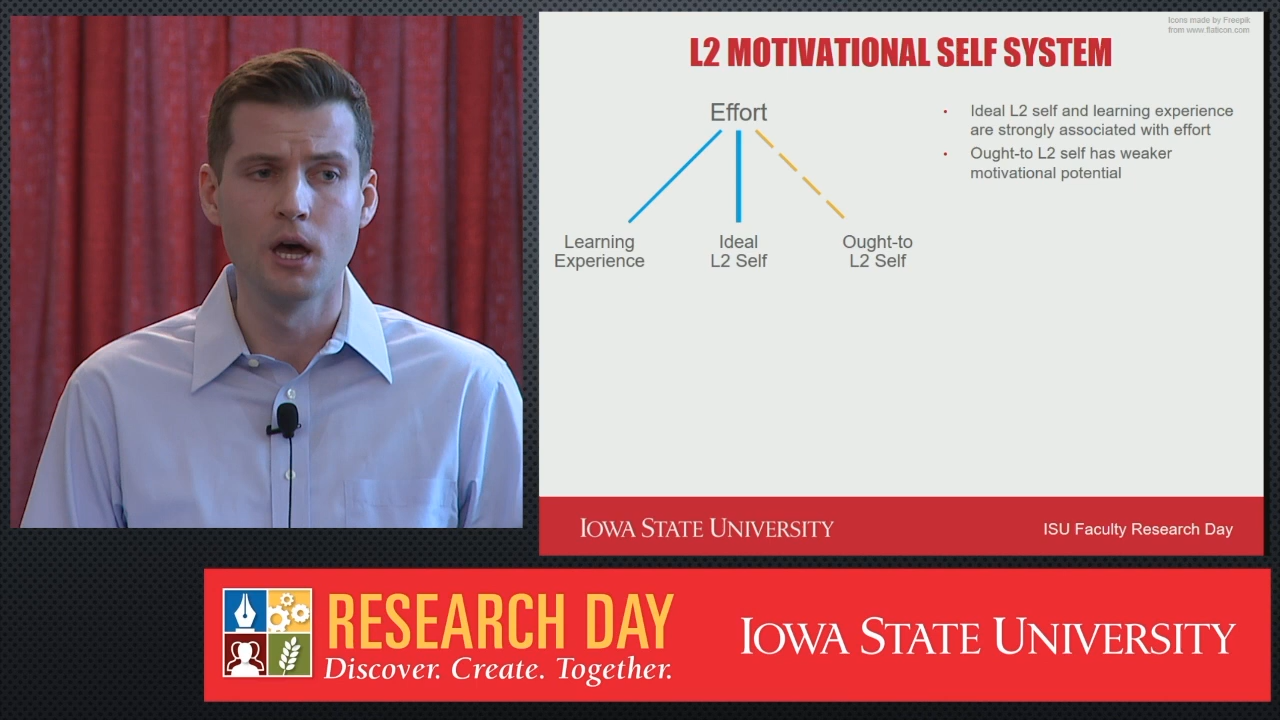 Icons made by Freepik
from www.flaticon.com
L2 MOTIVATIONAL SELF SYSTEM
Effort
Learning
Experience
Ideal
L2 Self
Ought-to
L2 Self
• Ideal L2 self and learning experience
are strongly associated with effort
• Ought-to L2 self has weaker
motivational potential
IOWA STATE UNIVERSITY
ISU Faculty Research Day
RESEARCH DAY
Discover. Create. Together.
IOWA STATE UNIVERSITY